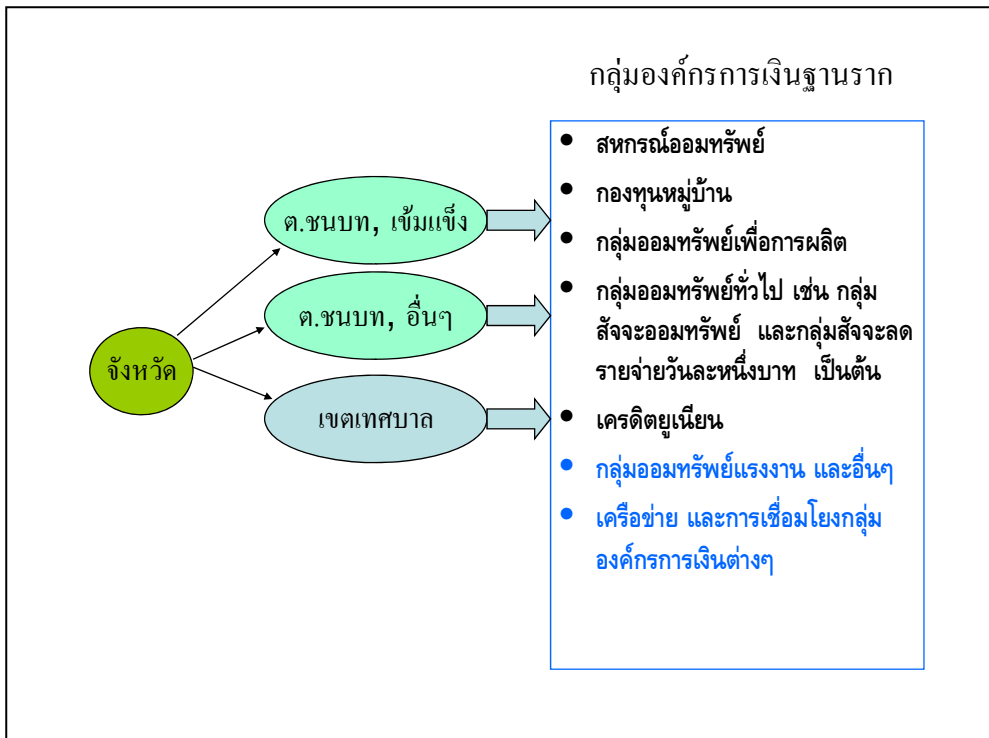 กลุ่มองค์กรการเงินฐานราก
จังหวัด
ต.ชนบท, เข้มแข็ง
ต.ชนบท, อื่นๆ
เขตเทศบาล
• สหกรณ์ออมทรัพย์
• กองทุนหมู่บ้าน
• กลุ่มออมทรัพย์เพื่อการผลิต
• กลุ่มออมทรัพย์ทั่วไป เช่น กลุ่ม
สัจจะออมทรัพย์ และกลุ่มสัจจะลด
รายจ่ายวันละหนึ่งบาท เป็นต้น
• เครดิตยูเนียน
• กลุ่มออมทรัพย์แรงงาน และอื่นๆ
• เครือข่าย และการเชื่อมโยงกลุ่ม
องค์กรการเงินต่างๆ